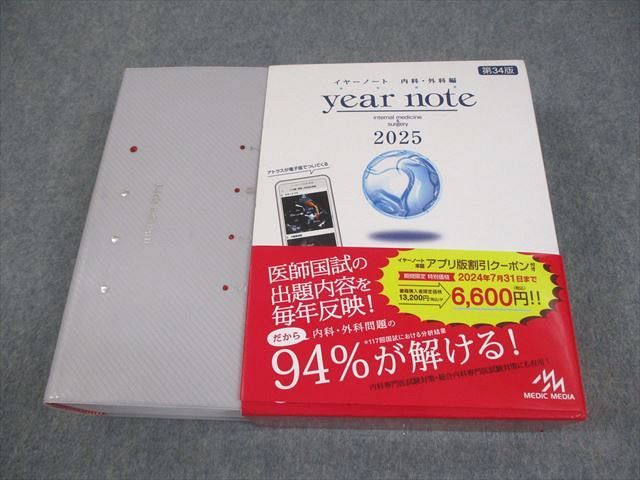 第34版
イヤーノート 内科・外科編
year note
internal medicine
&
surgery
2025
アトラスが電子版でついてくる
イヤーノート
本誌 アプリ版割引クーポン付き
期間限定 特別価格 2024年7月31日まで
書籍購入者限定価格
13,200円(税込)が
6,600円!!
(税込)
医師国試の
出題内容を
毎年反映!
だから 内科・外科問題の
*117回国試における分析結果
94%が解ける!
内科専門医試験対策・総合内科専門医試験対策にも有用!
MEDIC MEDIA
34th edition